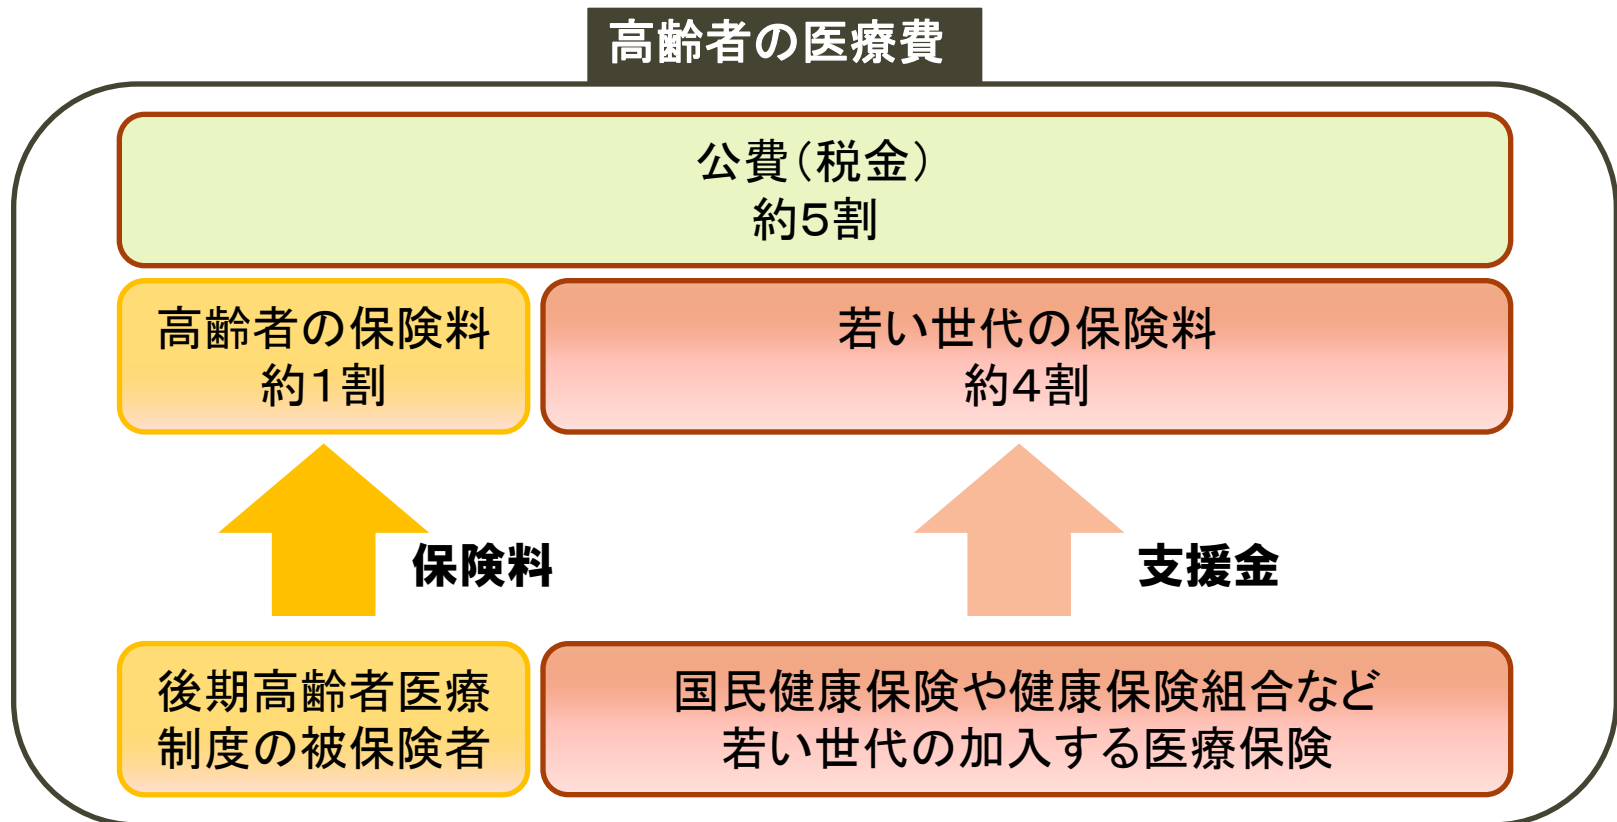 高齢者の医療費
公費（税金）
約５割
高齢者の保険料
約１割
若い世代の保険料
約４割
保険料
支援金
後期高齢者医療
制度の被保険者
国民健康保険や健康保険組合など
若い世代の加入する医療保険